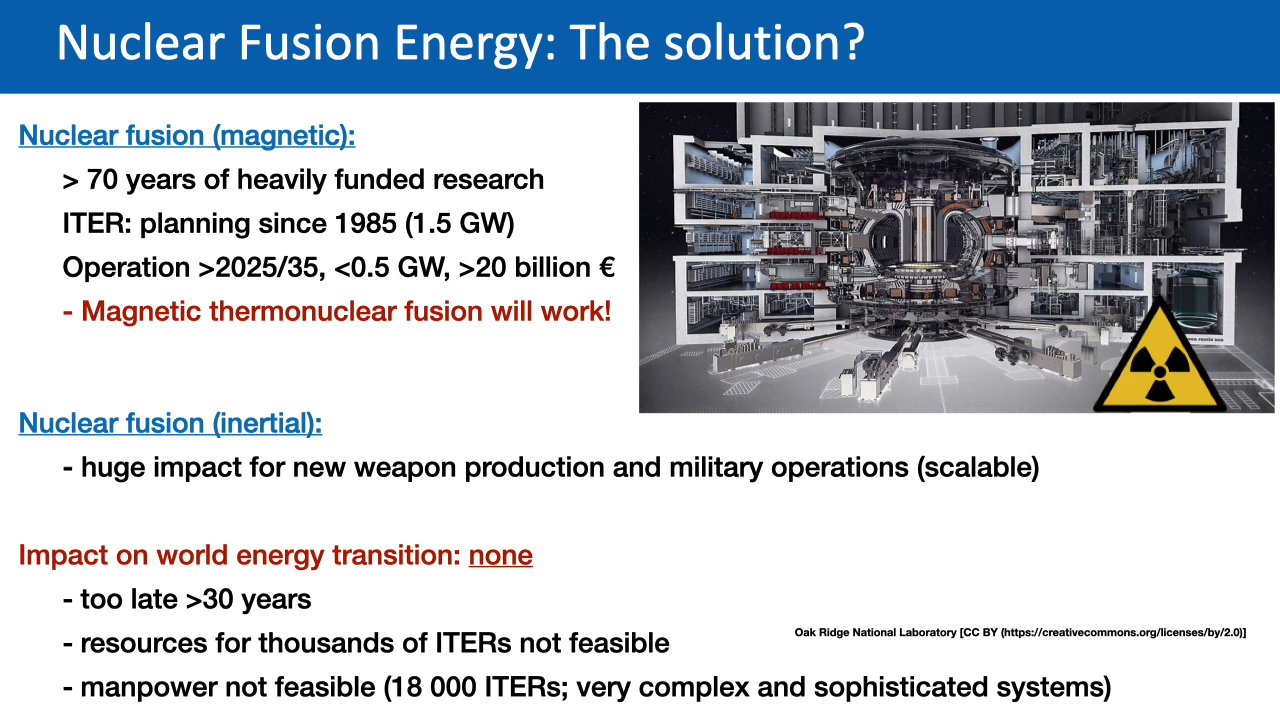 Nuclear Fusion Energy: The solution?
Nuclear fusion (magnetic):
> 70 years of heavily funded research
ITER: planning since 1985 (1.5 GW)
Operation >2025/35, <0.5 GW, >20 billion €
- Magnetic thermonuclear fusion will work!
Nuclear fusion (inertial):
- huge impact for new weapon production and military operations (scalable)
Impact on world energy transition: none
- too late >30 years
- resources for thousands of ITERs not feasible
- manpower not feasible (18 000 ITERs; very complex and sophisticated systems)
Oak Ridge National Laboratory [CC BY (https://creativecommons.org/licenses/by/2.0)]